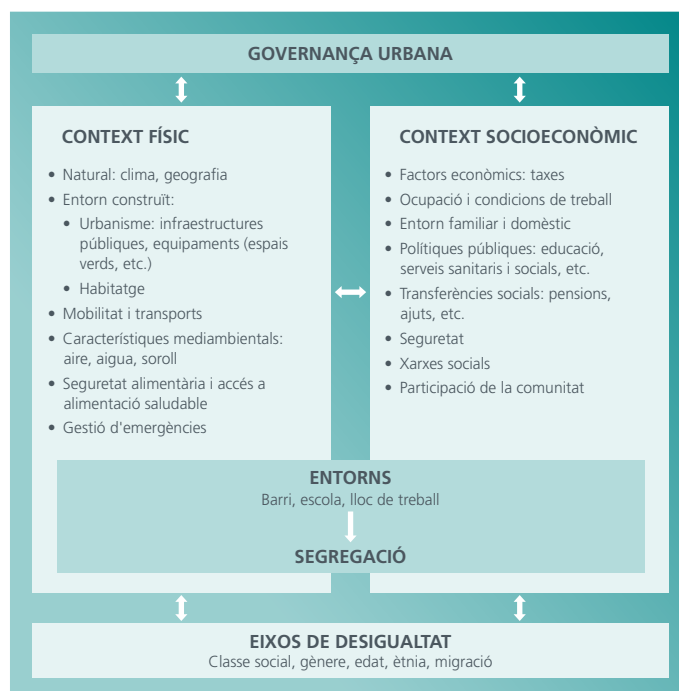 GOVERNANÇA URBANA
CONTEXT FÍSIC
• Natural: clima, geografia
• Entorn construït:
• Urbanisme: infraestructures
públiques, equipaments (espais
verds, etc.)
• Habitatge
• Mobilitat i transports
• Característiques mediambientals:
aire, aigua, soroll
• Seguretat alimentària i accés a
alimentació saludable
• Gestió d'emergències
CONTEXT SOCIOECONÒMIC
• Factors econòmics: taxes
• Ocupació i condicions de treball
• Entorn familiar i domèstic
• Polítiques públiques: educació,
serveis sanitaris i socials, etc.
• Transferències socials: pensions,
ajuts, etc.
• Seguretat
• Xarxes socials
• Participació de la comunitat
ENTORNS
Barri, escola, lloc de treball
SEGREGACIÓ
EIXOS DE DESIGUALTAT
Classe social, gènere, edat, ètnia, migració